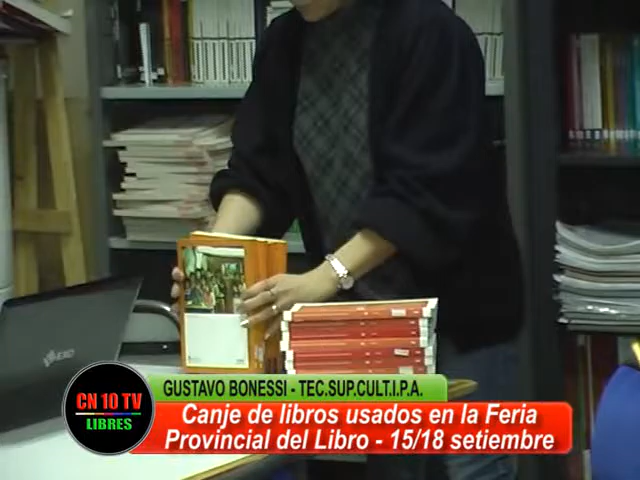 GUSTAVO BONESSI - TEC.SUP.CULT.I.P.A.
CN 10 TV
LIBRES
Canje de libros usados en la Feria
Provincial del Libro - 15/18 setiembre